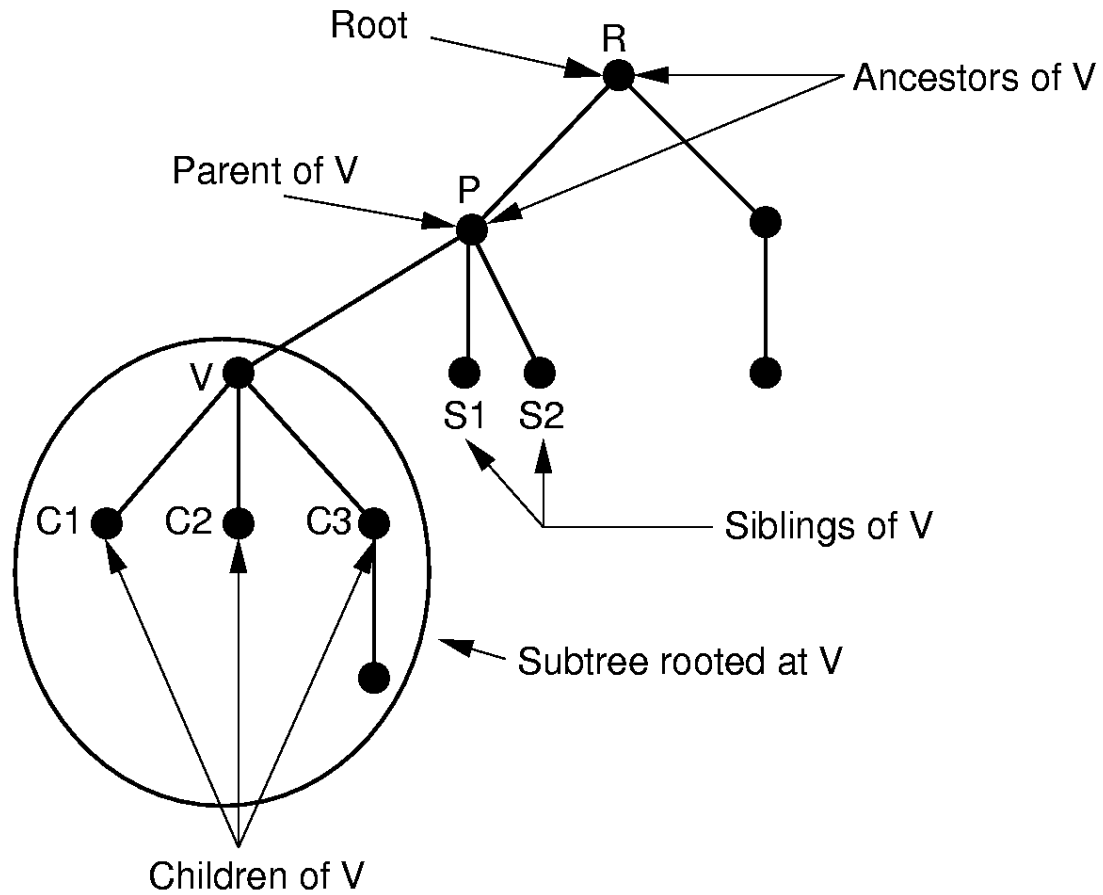 Root
R
Ancestors of V
Parent of V
P
V
S1
S2
C1
C2
C3
Siblings of V
Subtree rooted at V
Children of V